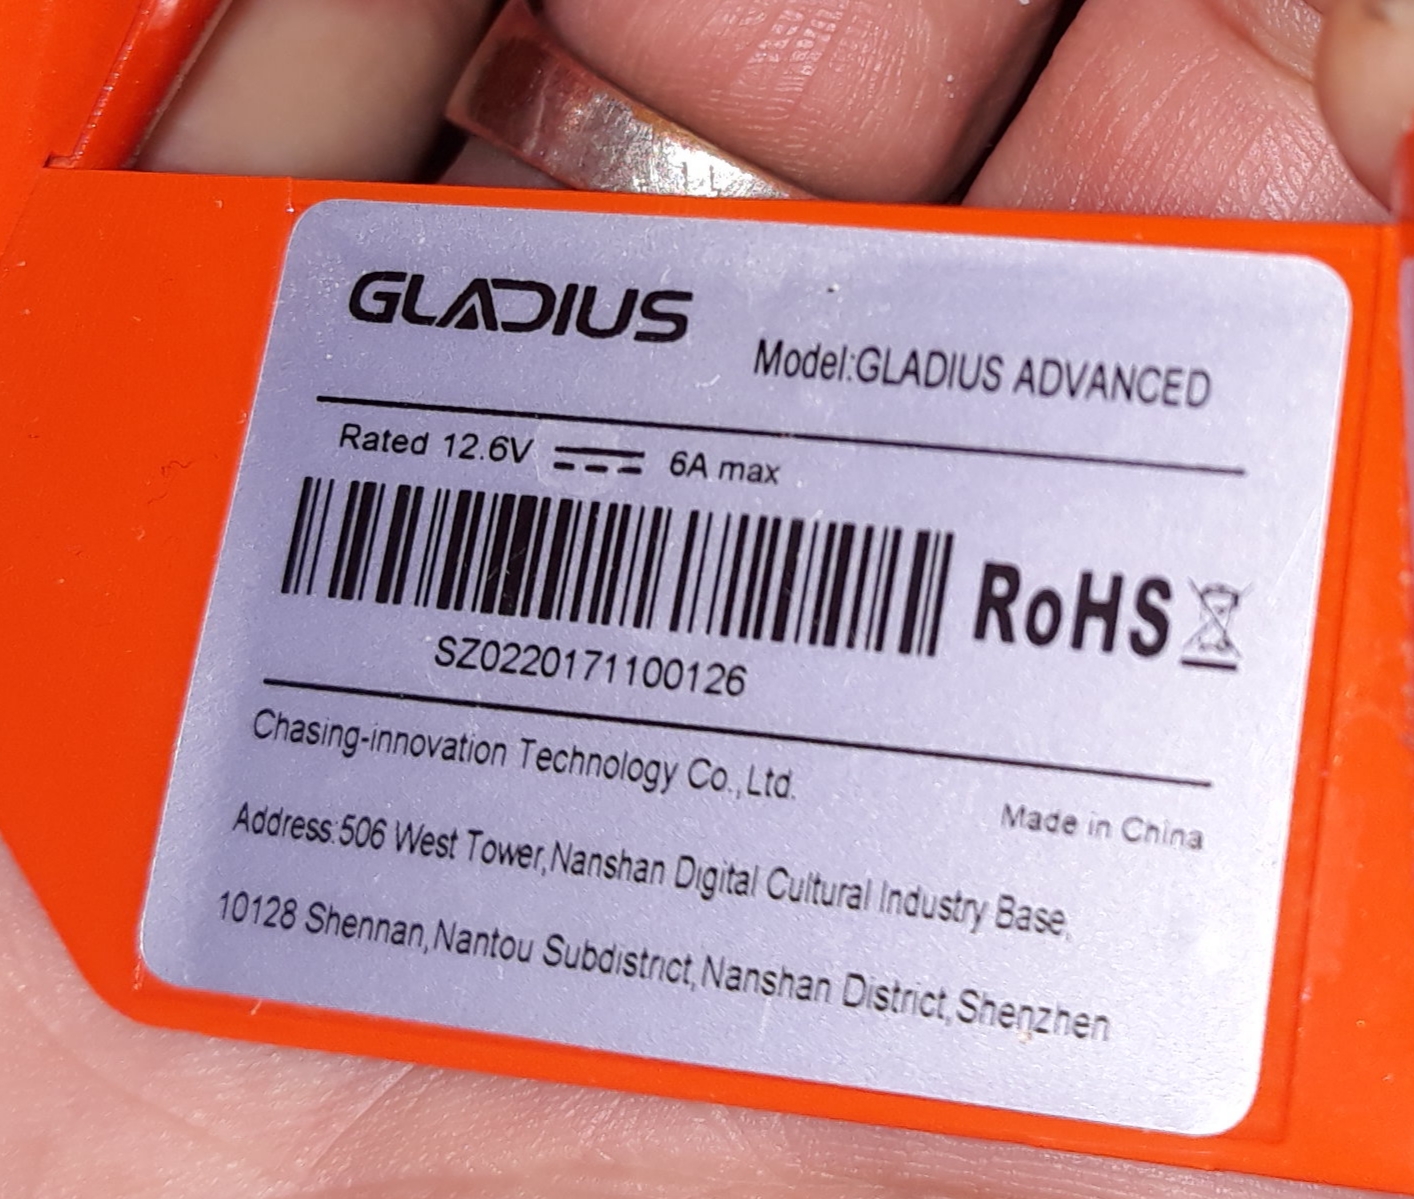 GLADIUS
Model:GLADIUS ADVANCED
Rated 12.6V 6A max
RoHS
SZ0220171100126
Chasing-innovation Technology Co.,Ltd.
Made in China
Address:506 West Tower,Nanshan Digital Cultural Industry Base,
10128 Shennan,Nantou Subdistrict,Nanshan District,Shenzhen